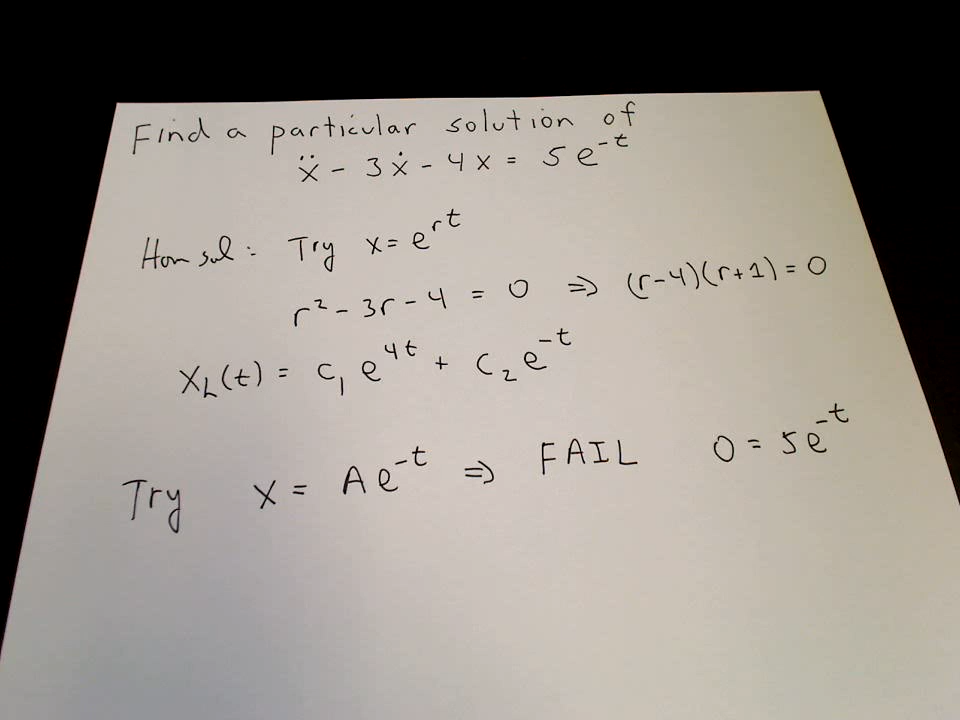 Find a particular solution of
ẍ - 3ẋ - 4x = 5e^{-t}
Hom sol: Try x = e^{rt}
r² - 3r - 4 = 0 ⇒ (r-4)(r+1) = 0
x_h(t) = c₁e^{4t} + c₂e^{-t}
Try x = Ae^{-t} ⇒ FAIL 0 = 5e^{-t}